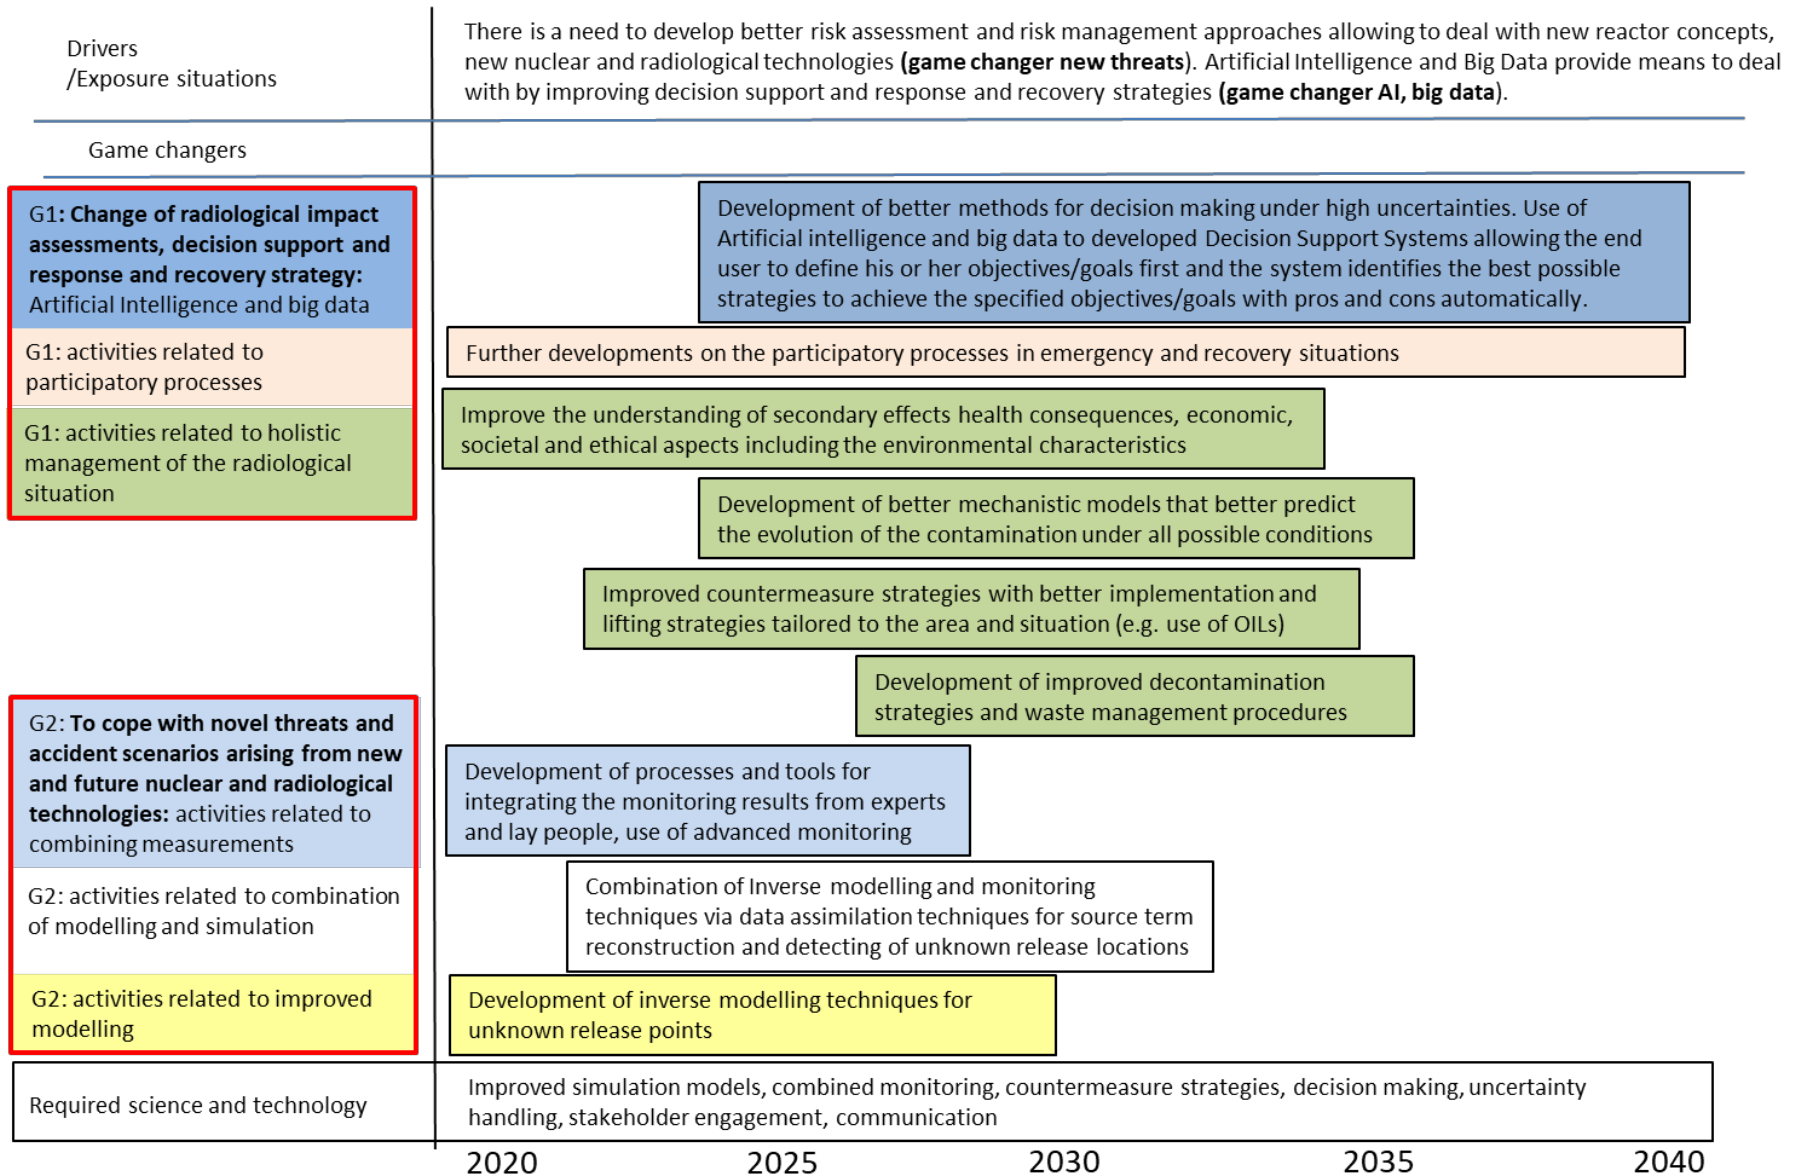 Drivers
/Exposure situations
There is a need to develop better risk assessment and risk management approaches allowing to deal with new reactor concepts,
new nuclear and radiological technologies (game changer new threats). Artificial Intelligence and Big Data provide means to deal
with by improving decision support and response and recovery strategies (game changer AI, big data).
Game changers
G1: Change of radiological impact
assessments, decision support and
response and recovery strategy:
Artificial Intelligence and big data
Development of better methods for decision making under high uncertainties. Use of
Artificial intelligence and big data to developed Decision Support Systems allowing the end
user to define his or her objectives/goals first and the system identifies the best possible
strategies to achieve the specified objectives/goals with pros and cons automatically.
G1: activities related to
participatory processes
Further developments on the participatory processes in emergency and recovery situations
G1: activities related to holistic
management of the radiological
situation
Improve the understanding of secondary effects health consequences, economic,
societal and ethical aspects including the environmental characteristics
Development of better mechanistic models that better predict
the evolution of the contamination under all possible conditions
Improved countermeasure strategies with better implementation and
lifting strategies tailored to the area and situation (e.g. use of OILs)
Development of improved decontamination
strategies and waste management procedures
G2: To cope with novel threats and
accident scenarios arising from new
and future nuclear and radiological
technologies: activities related to
combining measurements
Development of processes and tools for
integrating the monitoring results from experts
and lay people, use of advanced monitoring
G2: activities related to combination
of modelling and simulation
Combination of Inverse modelling and monitoring
techniques via data assimilation techniques for source term
reconstruction and detecting of unknown release locations
G2: activities related to improved
modelling
Development of inverse modelling techniques for
unknown release points
Required science and technology
Improved simulation models, combined monitoring, countermeasure strategies, decision making, uncertainty
handling, stakeholder engagement, communication
2020 2025 2030 2035 2040